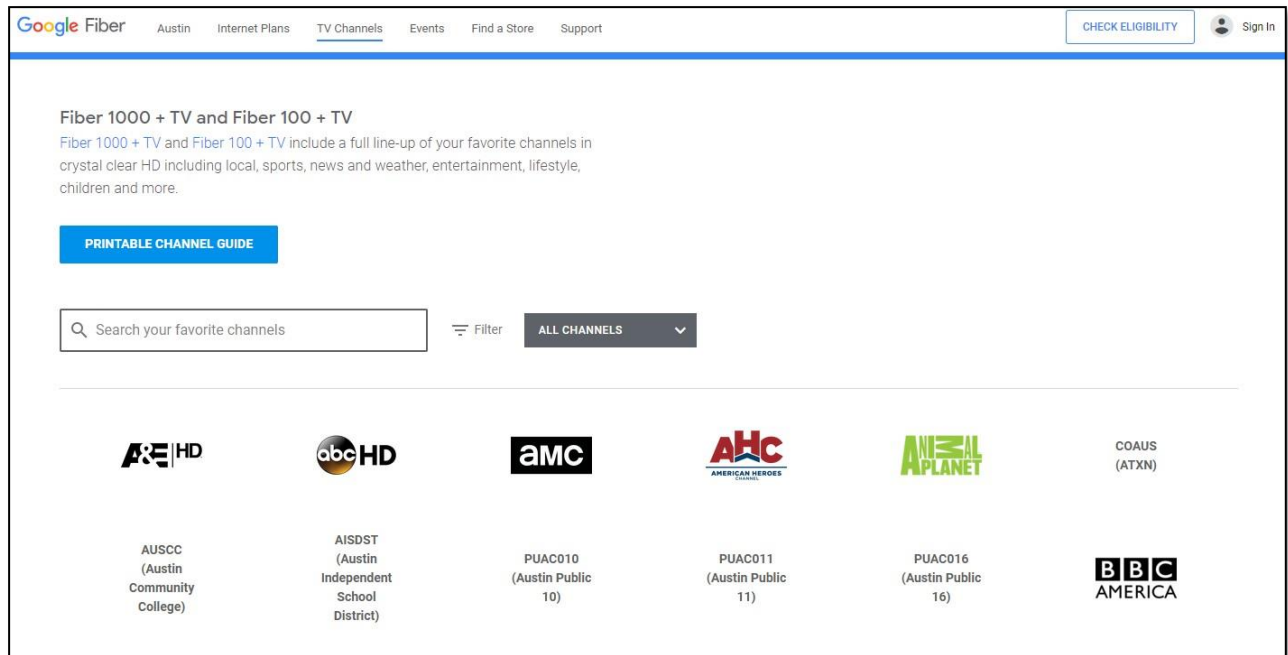 Google Fiber Austin Internet Plans TV Channels Events Find a Store Support CHECK ELIGIBILITY Sign In
Fiber 1000 + TV and Fiber 100 + TV
Fiber 1000 + TV and Fiber 100 + TV include a full line-up of your favorite channels in
crystal clear HD including local, sports, news and weather, entertainment, lifestyle,
children and more.
PRINTABLE CHANNEL GUIDE
Search your favorite channels Filter ALL CHANNELS
A&E HD
abc HD
aMC
AHC
AMERICAN HEROES
CHANNEL
ANIMAL
PLANET
COAUS
(ATXN)
AUSCC
(Austin
Community
College)
AISDST
(Austin
Independent
School
District)
PUAC010
(Austin Public
10)
PUAC011
(Austin Public
11)
PUAC016
(Austin Public
16)
BBC
AMERICA